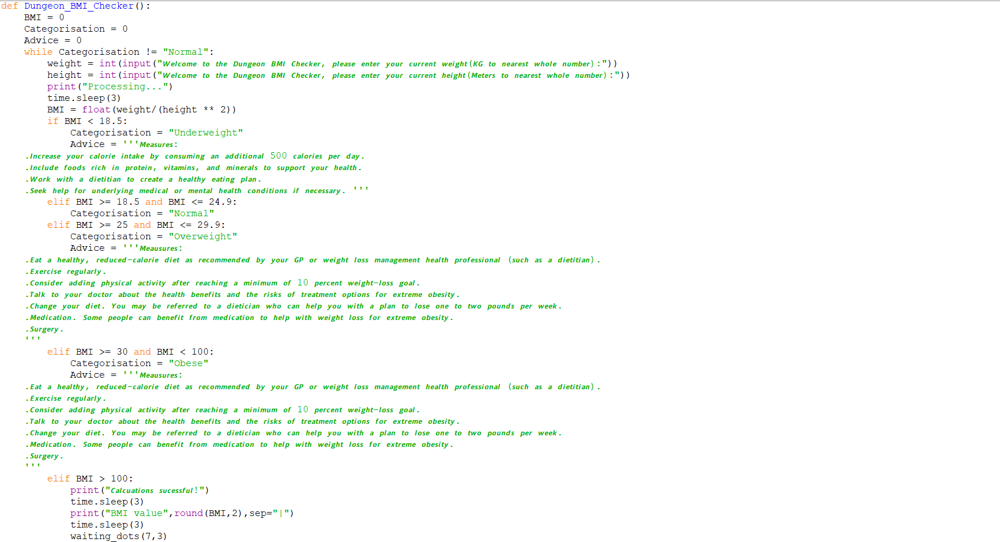 def Dungeon_BMI_Checker():
    BMI = 0
    Categorisation = 0
    Advice = 0
    while Categorisation != "Normal":
        weight = int(input("Welcome to the Dungeon BMI Checker, please enter your current weight(KG to nearest whole number):"))
        height = int(input("Welcome to the Dungeon BMI Checker, please enter your current height(Meters to nearest whole number):"))
        print("Processing...")
        time.sleep(3)
        BMI = float(weight/(height ** 2))
        if BMI < 18.5:
            Categorisation = "Underweight"
            Advice = '''Measures:
    .Increase your calorie intake by consuming an additional 500 calories per day.
    .Include foods rich in protein, vitamins, and minerals to support your health.
    .Work with a dietitian to create a healthy eating plan.
    .Seek help for underlying medical or mental health conditions if necessary. '''
        elif BMI >= 18.5 and BMI <= 24.9:
            Categorisation = "Normal"
        elif BMI >= 25 and BMI <= 29.9:
            Categorisation = "Overweight"
            Advice = '''Meausures:
    .Eat a healthy, reduced-calorie diet as recommended by your GP or weight loss management health professional (such as a dietitian).
    .Exercise regularly.
    .Consider adding physical activity after reaching a minimum of 10 percent weight-loss goal.
    .Talk to your doctor about the health benefits and the risks of treatment options for extreme obesity.
    .Change your diet. You may be referred to a dietician who can help you with a plan to lose one to two pounds per week.
    .Medication. Some people can benefit from medication to help with weight loss for extreme obesity.
    .Surgery.
    '''
        elif BMI >= 30 and BMI < 100:
            Categorisation = "Obese"
            Advice = '''Meausures:
    .Eat a healthy, reduced-calorie diet as recommended by your GP or weight loss management health professional (such as a dietitian).
    .Exercise regularly.
    .Consider adding physical activity after reaching a minimum of 10 percent weight-loss goal.
    .Talk to your doctor about the health benefits and the risks of treatment options for extreme obesity.
    .Change your diet. You may be referred to a dietician who can help you with a plan to lose one to two pounds per week.
    .Medication. Some people can benefit from medication to help with weight loss for extreme obesity.
    .Surgery.
    '''
        elif BMI > 100:
            print("Calcuations sucessful!")
            time.sleep(3)
            print("BMI value",round(BMI,2),sep="|")
            time.sleep(3)
            waiting_dots(7,3)